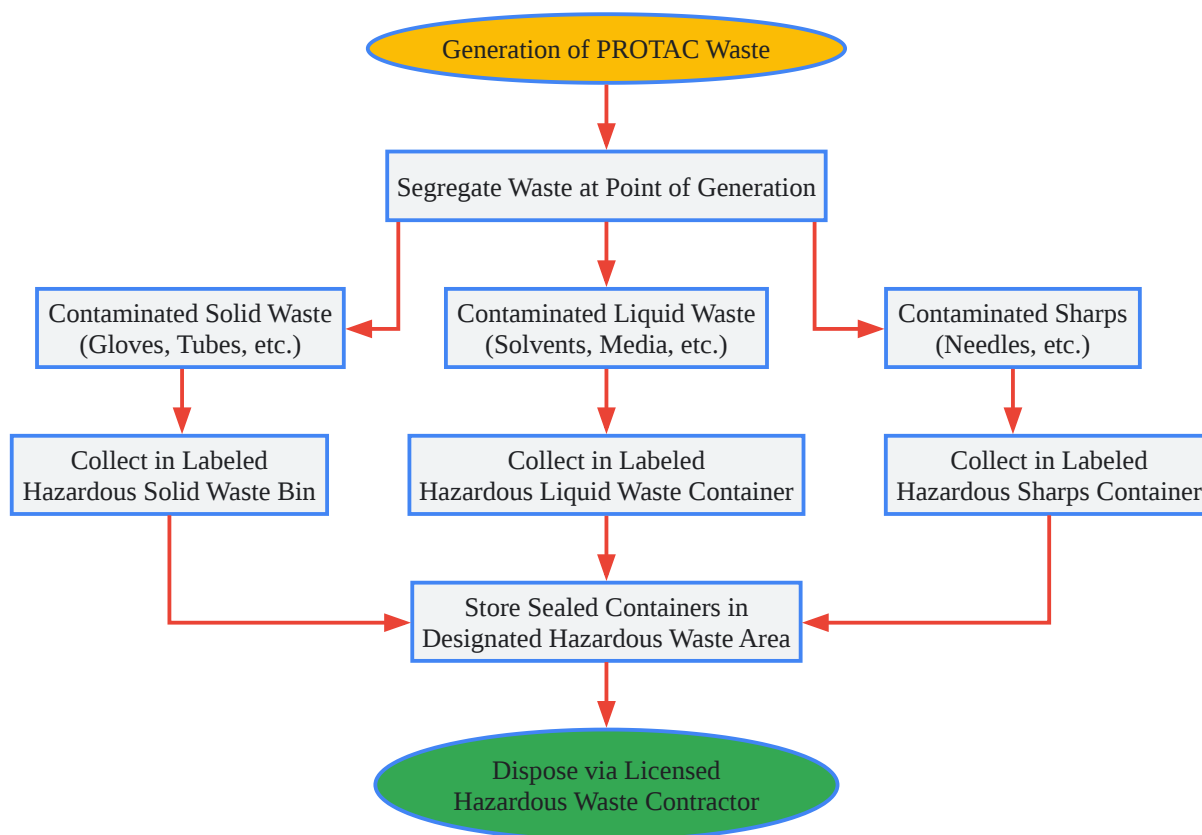 Generation of PROTAC Waste
Segregate Waste at Point of Generation
Contaminated Solid Waste
(Gloves, Tubes, etc.)
Contaminated Liquid Waste
(Solvents, Media, etc.)
Contaminated Sharps
(Needles, etc.)
Collect in Labeled
Hazardous Solid Waste Bin
Collect in Labeled
Hazardous Liquid Waste Container
Collect in Labeled
Hazardous Sharps Container
Store Sealed Containers in
Designated Hazardous Waste Area
Dispose via Licensed
Hazardous Waste Contractor